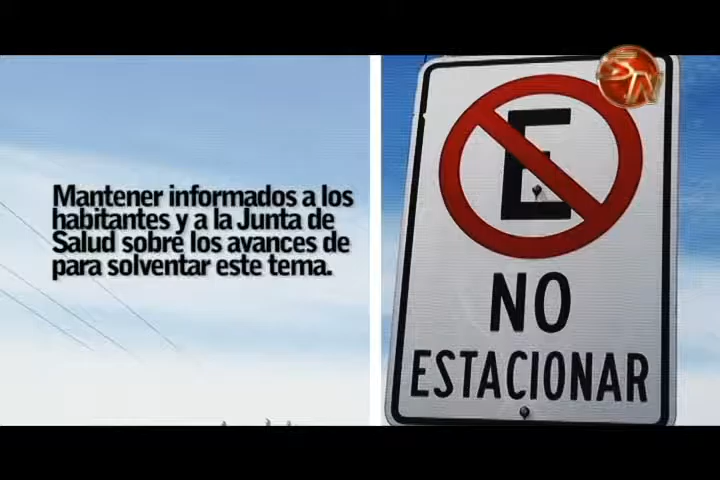 Mantener informados a los
habitantes y a la Junta de
Salud sobre los avances de
para solventar este tema.
E
NO
ESTACIONAR